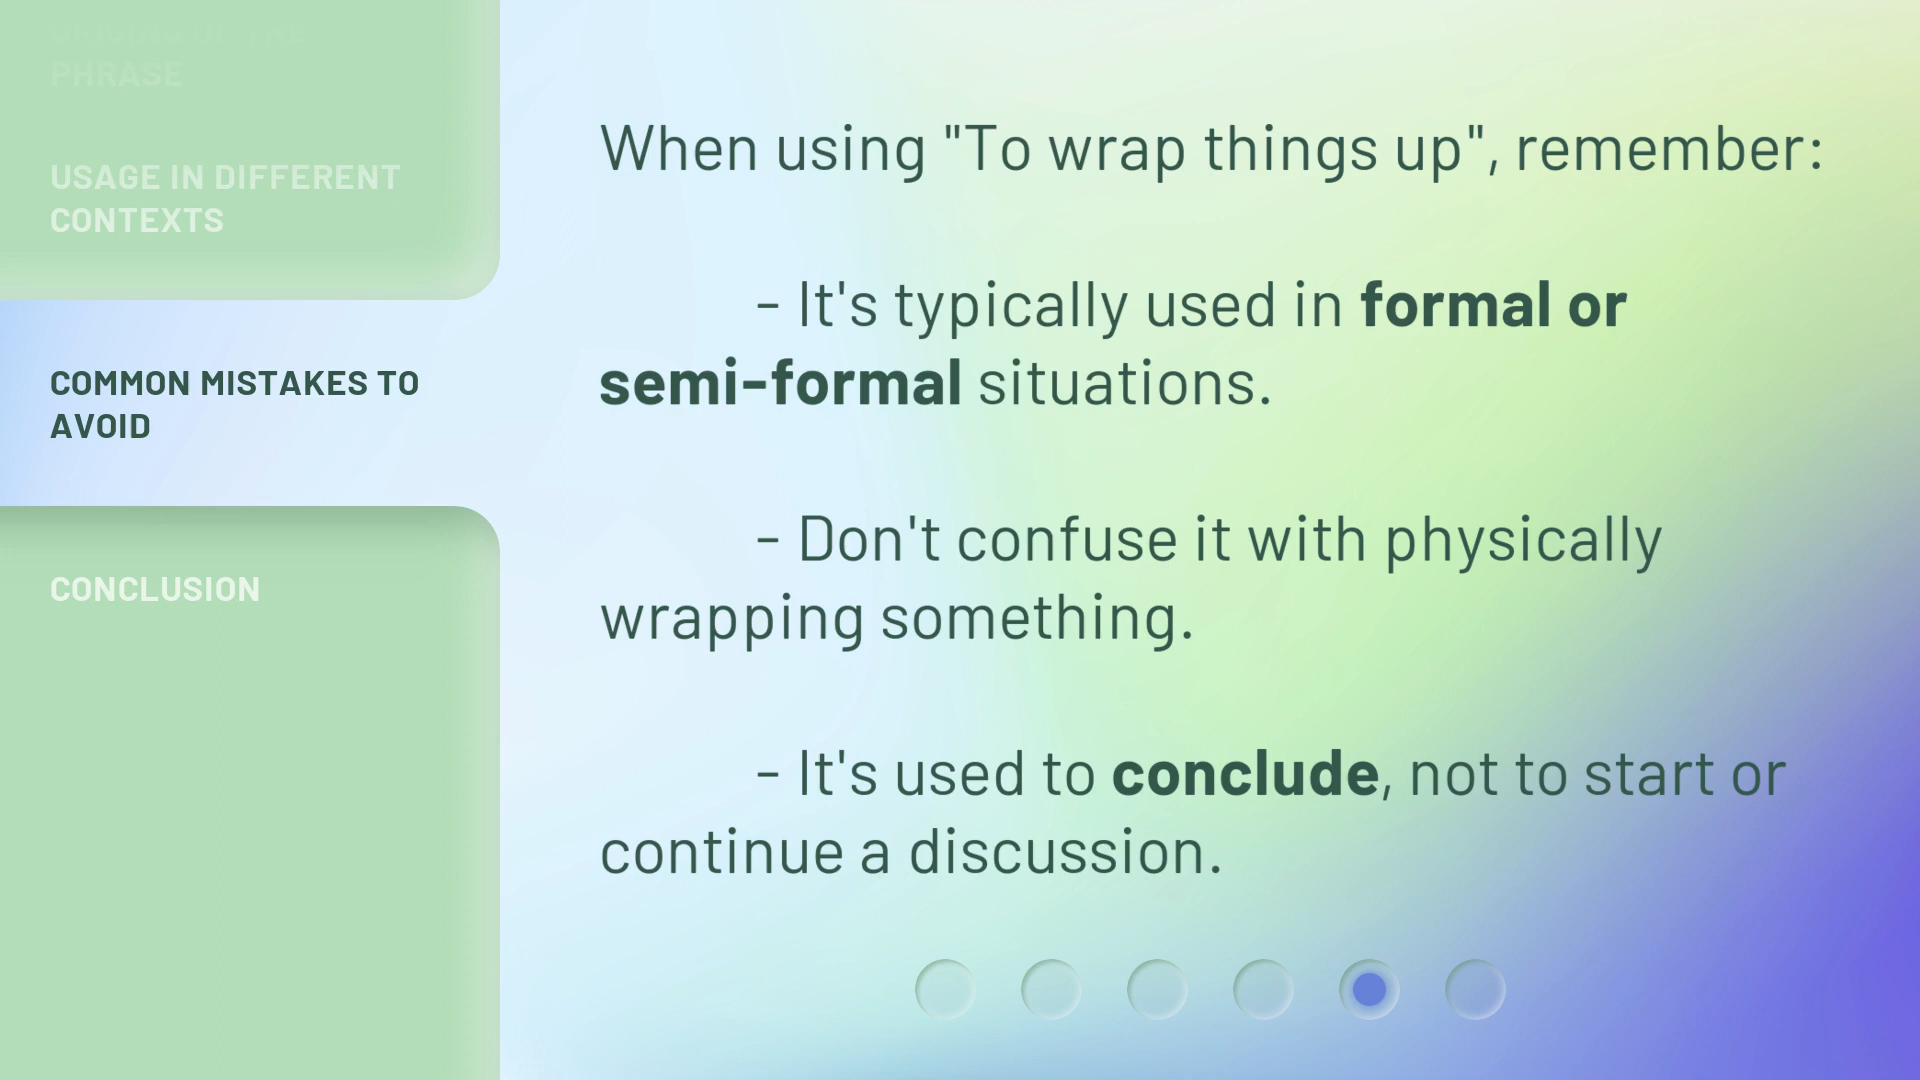 PHRASE
USAGE IN DIFFERENT
CONTEXTS
COMMON MISTAKES TO
AVOID
CONCLUSION
When using "To wrap things up", remember:
- It's typically used in formal or
semi-formal situations.
- Don't confuse it with physically
wrapping something.
- It's used to conclude, not to start or
continue a discussion.